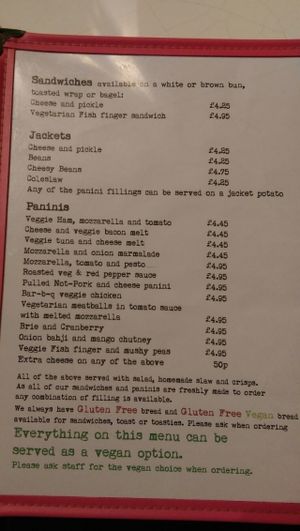 Sandwiches available on a white or brown bun,
toasted wrap or bagel:
Cheese and pickle £4.25
Vegetarian Fish finger sandwich £4.95
Jackets
Cheese and pickle £4.25
Beans £4.25
Cheesy Beans £4.75
Coleslaw £4.25
Any of the panini fillings can be served on a jacket potato
Paninis
Veggie Ham, mozzarella and tomato £4.45
Cheese and veggie bacon melt £4.45
Veggie tuna and cheese melt £4.45
Mozzarella and onion marmalade £4.45
Mozzarella, tomato and pesto £4.95
Roasted veg & red pepper sauce £4.95
Pulled Not-Pork and cheese panini £4.95
Bar-b-q veggie chicken £4.95
Vegetarian meatballs in tomato sauce
with melted mozzarella £4.95
Brie and Cranberry £4.95
Onion bahji and mango chutney £4.95
Veggie Fish finger and mushy peas £4.95
Extra cheese on any of the above 50p
All of the above served with salad, homemade slaw and crisps.
As all of our sandwiches and paninis are freshly made to order
any combination of filling is available.
We always have Gluten Free bread and Gluten Free Vegan bread
available for sandwiches, toast or toasties. Please ask when ordering
Everything on this menu can be
served as a vegan option.
Please ask staff for the vegan choice when ordering.